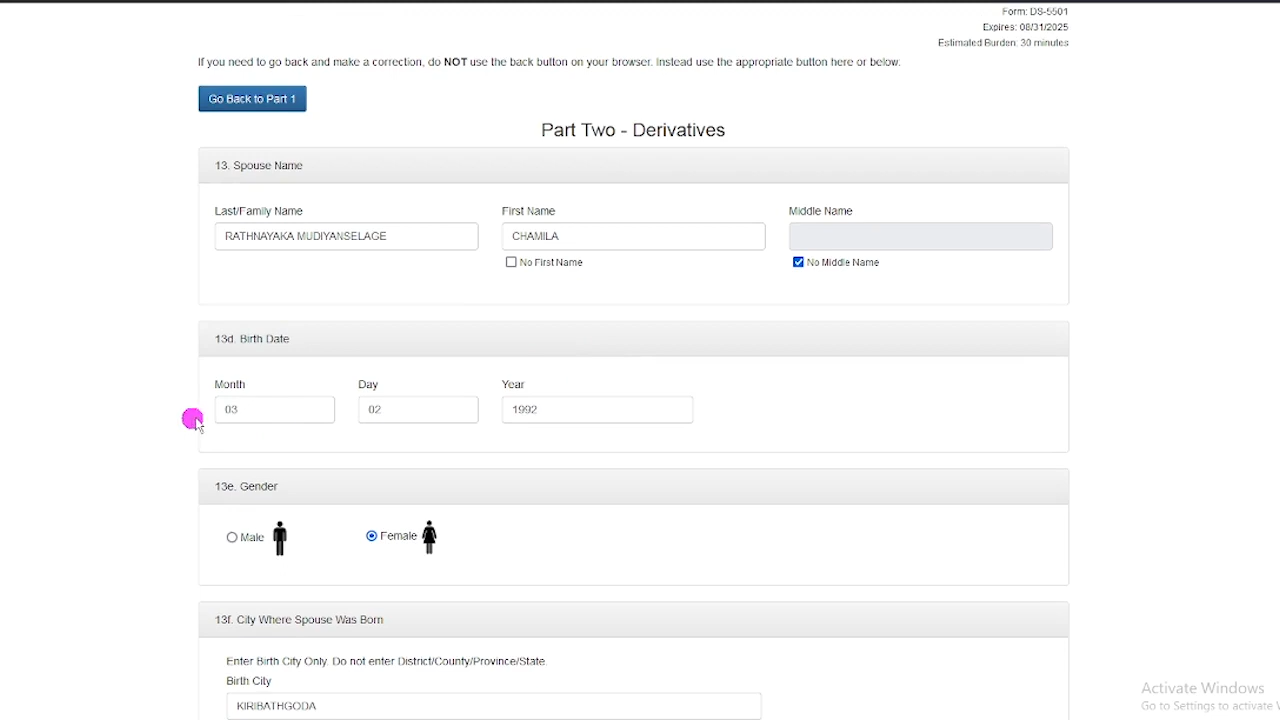 Form: DS-5501
Expires: 08/31/2025
Estimated Burden: 30 minutes
If you need to go back and make a correction, do NOT use the back button on your browser. Instead use the appropriate button here or below.
Go Back to Part 1
Part Two - Derivatives
13. Spouse Name
Last/Family Name First Name Middle Name
RATHNAYAKA MUDIYANSELAGE CHAMILA
No First Name No Middle Name
13d. Birth Date
Month Day Year
03 02 1992
13e. Gender
Male Female
13f. City Where Spouse Was Born
Enter Birth City Only. Do not enter District/County/Province/State.
Birth City
KIRIBATHGODA
Activate Windows
Go to Settings to activate